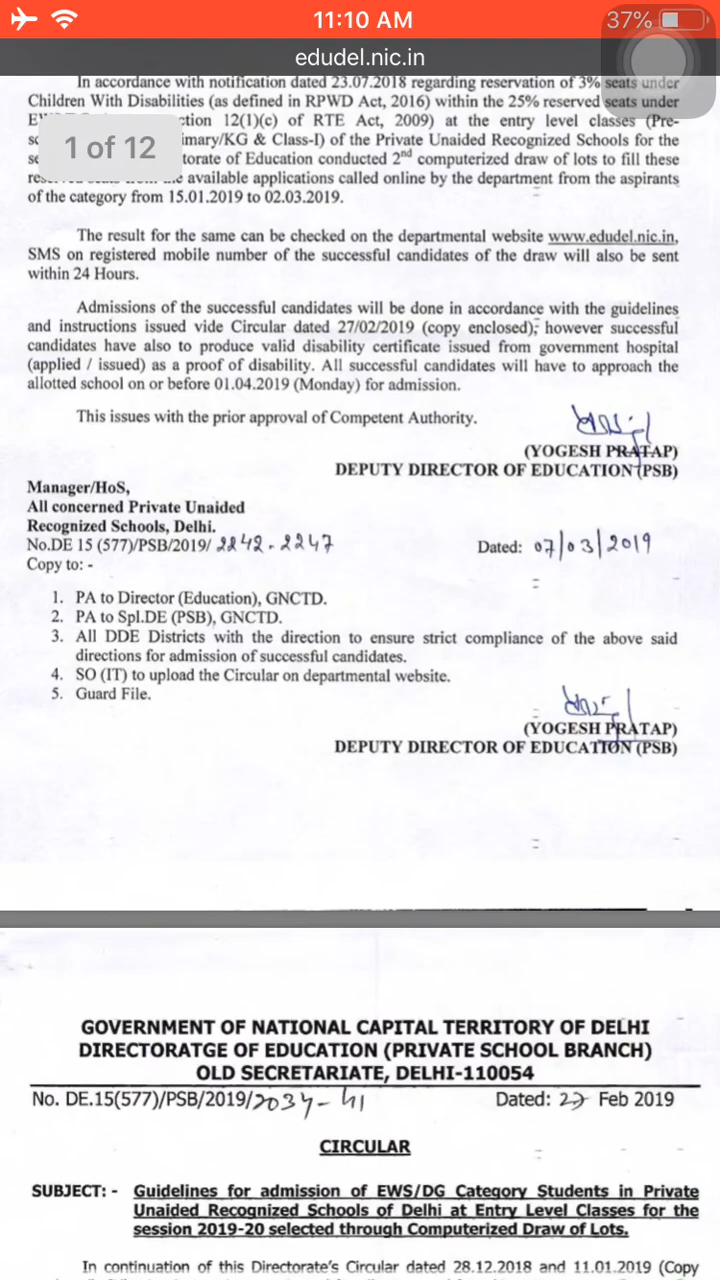 11:10 AM
37%
edudel.nic.in
In accordance with notification dated 23.07.2018 regarding reservation of 3% seats under
Children With Disabilities (as defined in RPWD Act, 2016) within the 25% reserved seats under
ction 12(1)(c) of RTE Act, 2009) at the entry level classes (Pre-
1 of 12
imary/KG & Class-I) of the Private Unaided Recognized Schools for the
torate of Education conducted 2nd computerized draw of lots to fill these
available applications called online by the department from the aspirants
of the category from 15.01.2019 to 02.03.2019.
The result for the same can be checked on the departmental website www.edudel.nic.in,
SMS on registered mobile number of the successful candidates of the draw will also be sent
within 24 Hours.
Admissions of the successful candidates will be done in accordance with the guidelines
and instructions issued vide Circular dated 27/02/2019 (copy enclosed); however successful
candidates have also to produce valid disability certificate issued from government hospital
(applied / issued) as a proof of disability. All successful candidates will have to approach the
allotted school on or before 01.04.2019 (Monday) for admission.
This issues with the prior approval of Competent Authority.
(YOGESH PRATAP)
DEPUTY DIRECTOR OF EDUCATION (PSB)
Manager/HoS,
All concerned Private Unaided
Recognized Schools, Delhi.
No.DE 15 (577)/PSB/2019/ 2242-2247
Dated: 07/03/2019
Copy to: -
1. PA to Director (Education), GNCTD.
2. PA to Spl.DE (PSB), GNCTD.
3. All DDE Districts with the direction to ensure strict compliance of the above said
directions for admission of successful candidates.
4. SO (IT) to upload the Circular on departmental website.
5. Guard File.
(YOGESH PRATAP)
DEPUTY DIRECTOR OF EDUCATION (PSB)
GOVERNMENT OF NATIONAL CAPITAL TERRITORY OF DELHI
DIRECTORATGE OF EDUCATION (PRIVATE SCHOOL BRANCH)
OLD SECRETARIATE, DELHI-110054
No. DE.15(577)/PSB/2019/2034-41
Dated: 27 Feb 2019
CIRCULAR
SUBJECT: - Guidelines for admission of EWS/DG Category Students in Private
Unaided Recognized Schools of Delhi at Entry Level Classes for the
session 2019-20 selected through Computerized Draw of Lots.
In continuation of this Directorate's Circular dated 28.12.2018 and 11.01.2019 (Copy